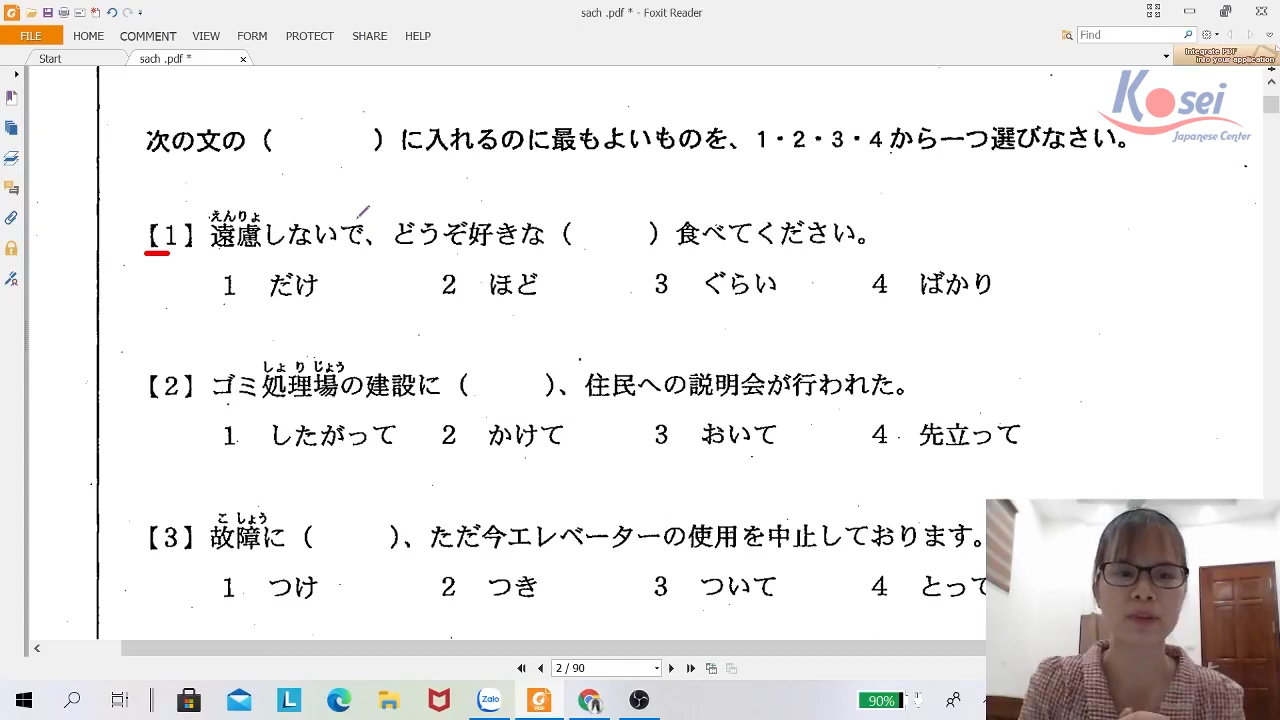 sach .pdf * - Foxit Reader
FILE HOME COMMENT VIEW FORM PROTECT SHARE HELP
Find
Start
sach .pdf *
Integrate PDF
into your application
Kosei
Japanese Center
次の文の（　　　）に入れるのに最もよいものを、1・2・3・4から一つ選びなさい。
えんりょ
【1】遠慮しないで、どうぞ好きな（　　　）食べてください。
1 だけ 2 ほど 3 ぐらい 4 ばかり
しょ り じょう
【2】ゴミ処理場の建設に（　　　）、住民への説明会が行われた。
1 したがって 2 かけて 3 おいて 4 先立って
こ しょう
【3】故障に（　　　）、ただ今エレベーターの使用を中止しております。
1 つけ 2 つき 3 ついて 4 とって
2 / 90
Zalo
90%